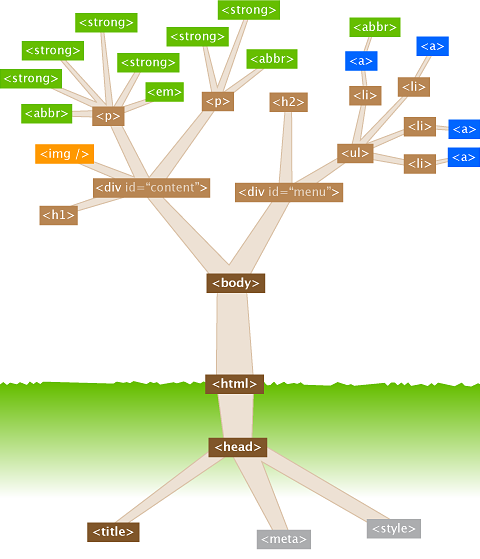 <strong>
<strong>
<abbr>
<strong>
<strong>
<a>
<strong>
<abbr>
<a>
<strong>
<em>
<li>
<li>
<abbr>
<p>
<p>
<h2>
<li>
<a>
<img />
<ul>
<li>
<a>
<div id=“content”>
<div id=“menu”>
<h1>
<body>
<html>
<head>
<title>
<meta>
<style>